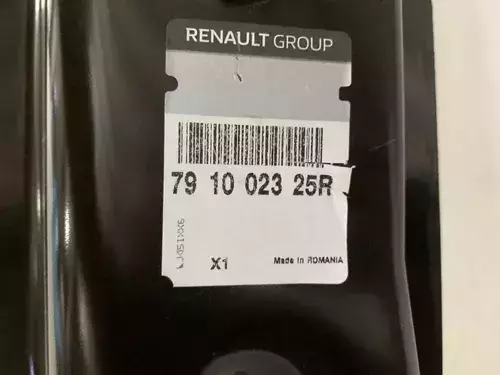 RENAULT GROUP
79 10 023 25R
X1
Made in ROMANIA